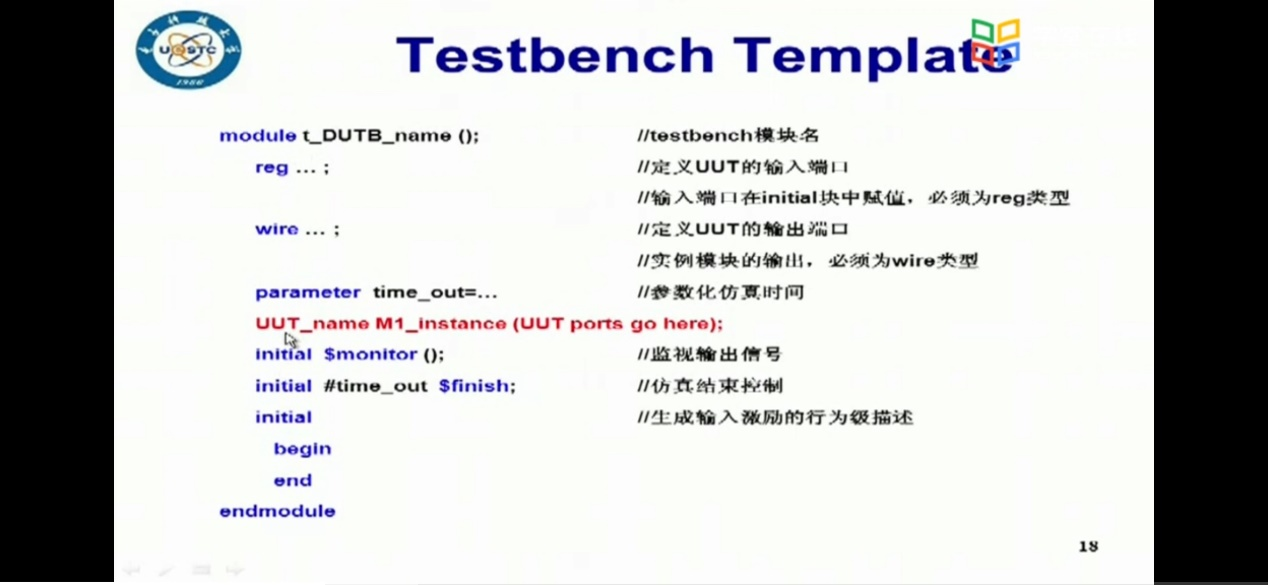 Testbench Template
UESTC
1956
module t_DUTB_name (); //testbench模块名
reg ... ; //定义UUT的输入端口
//输入端口在initial块中赋值，必须为reg类型
wire ... ; //定义UUT的输出端口
//实例模块的输出，必须为wire类型
parameter time_out=... //参数化仿真时间
UUT_name M1_instance (UUT ports go here);
initial $monitor (); //监视输出信号
initial #time_out $finish; //仿真结束控制
initial //生成输入激励的行为级描述
begin
end
endmodule
18